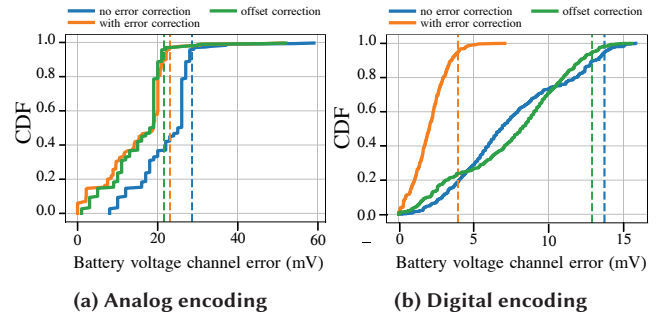 no error correction
offset correction
with error correction
no error correction
offset correction
with error correction
CDF
1.0
0.8
0.6
0.4
0.2
0.0
0
20
40
60
Battery voltage channel error (mV)
(a) Analog encoding
CDF
1.0
0.8
0.6
0.4
0.2
0.0
–
0
5
10
15
Battery voltage channel error (mV)
(b) Digital encoding